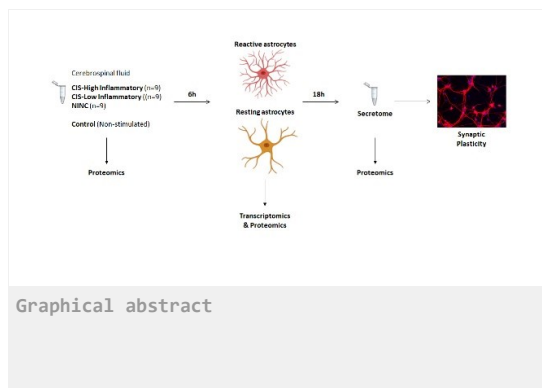 Reactive astrocytes
Cerebrospinal fluid
CIS-High Inflammatory (n=9)
CIS-Low Inflammatory ((n=9)
NINC (n=9)
Control (Non-stimulated)
6h
Resting astrocytes
18h
Secretome
Synaptic
Plasticity
Proteomics
Proteomics
Transcriptomics
& Proteomics
Graphical abstract